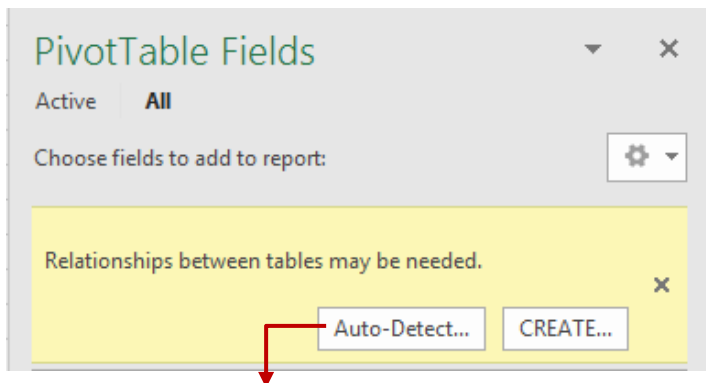 PivotTable Fields
Active All
Choose fields to add to report:
Relationships between tables may be needed.
Auto-Detect... CREATE...